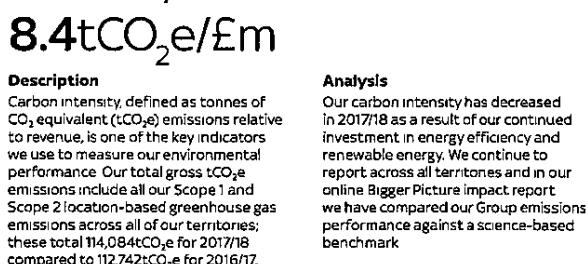 8.4tCO₂e/£m
Description
Carbon intensity, defined as tonnes of
CO₂ equivalent (tCO₂e) emissions relative
to revenue, is one of the key indicators
we use to measure our environmental
performance Our total gross tCO₂e
emissions include all our Scope 1 and
Scope 2 location-based greenhouse gas
emissions across all of our territories;
these total 114,084tCO₂e for 2017/18
compared to 112,742tCO₂e for 2016/17.
Analysis
Our carbon intensity has decreased
in 2017/18 as a result of our continued
investment in energy efficiency and
renewable energy. We continue to
report across all territories and in our
online Bigger Picture impact report
we have compared our Group emissions
performance against a science-based
benchmark